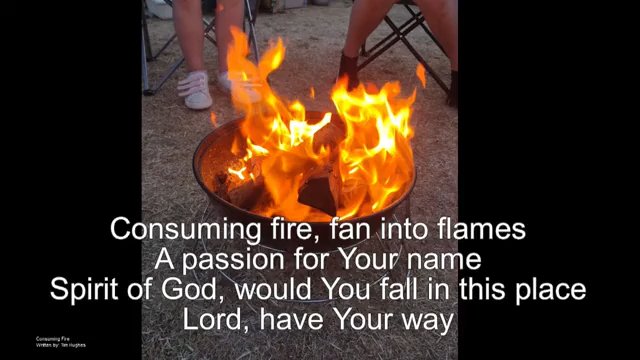 Consuming fire, fan into flames
A passion for Your name
Spirit of God, would You fall in this place
Lord, have Your way
Consuming Fire
Written by: Tim Hughes